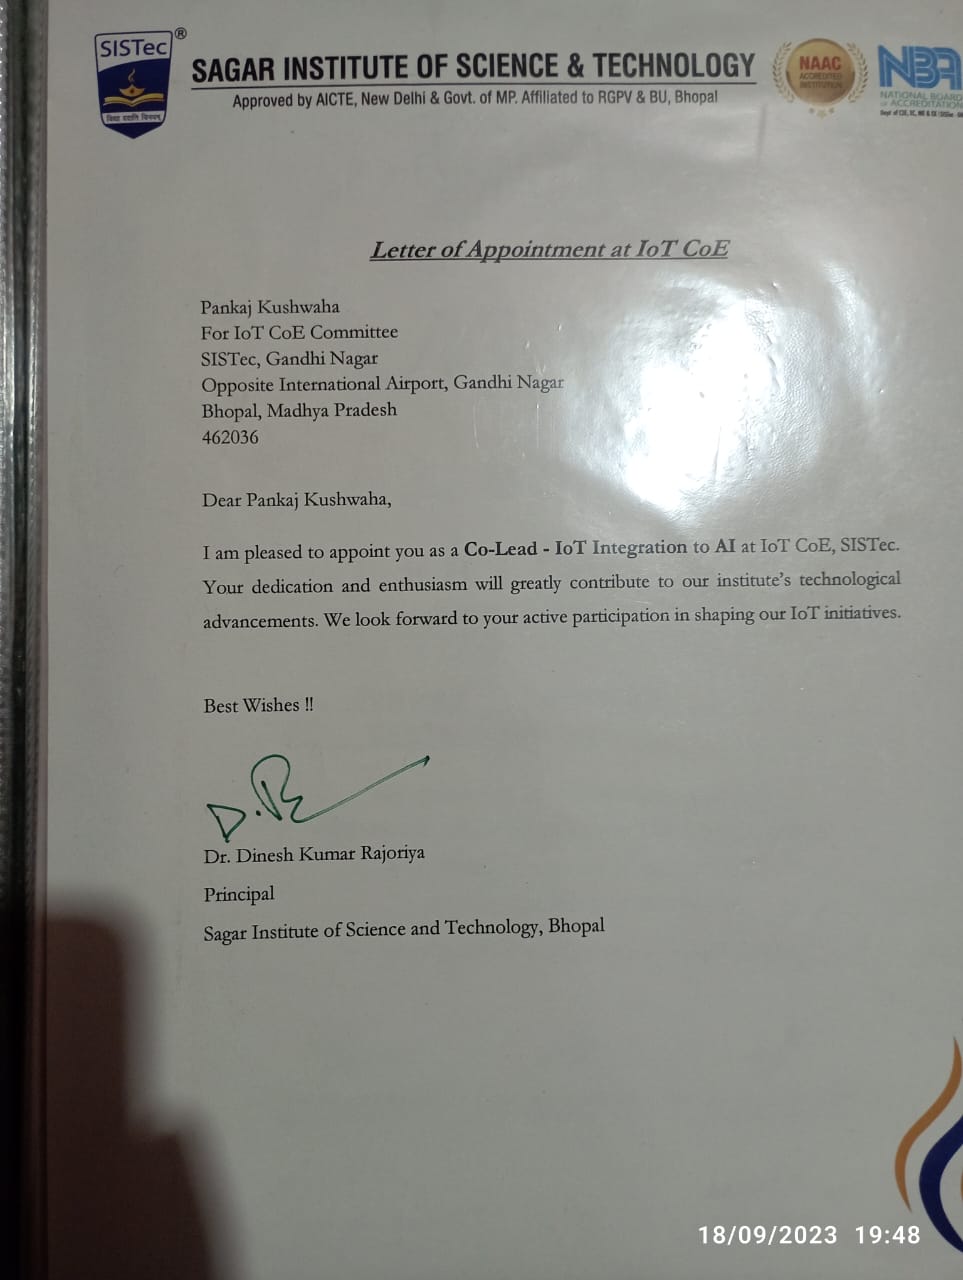 SISTec ®
विद्या ददाति विनयम्
SAGAR INSTITUTE OF SCIENCE & TECHNOLOGY
Approved by AICTE, New Delhi & Govt. of MP. Affiliated to RGPV & BU, Bhopal
NAAC
ACCREDITED
INSTITUTION
NBA
NATIONAL BOARD
of ACCREDITATION
Letter of Appointment at IoT CoE
Pankaj Kushwaha
For IoT CoE Committee
SISTec, Gandhi Nagar
Opposite International Airport, Gandhi Nagar
Bhopal, Madhya Pradesh
462036
Dear Pankaj Kushwaha,
I am pleased to appoint you as a Co-Lead - IoT Integration to AI at IoT CoE, SISTec.
Your dedication and enthusiasm will greatly contribute to our institute's technological
advancements. We look forward to your active participation in shaping our IoT initiatives.
Best Wishes !!
Dr. Dinesh Kumar Rajoriya
Principal
Sagar Institute of Science and Technology, Bhopal
18/09/2023 19:48